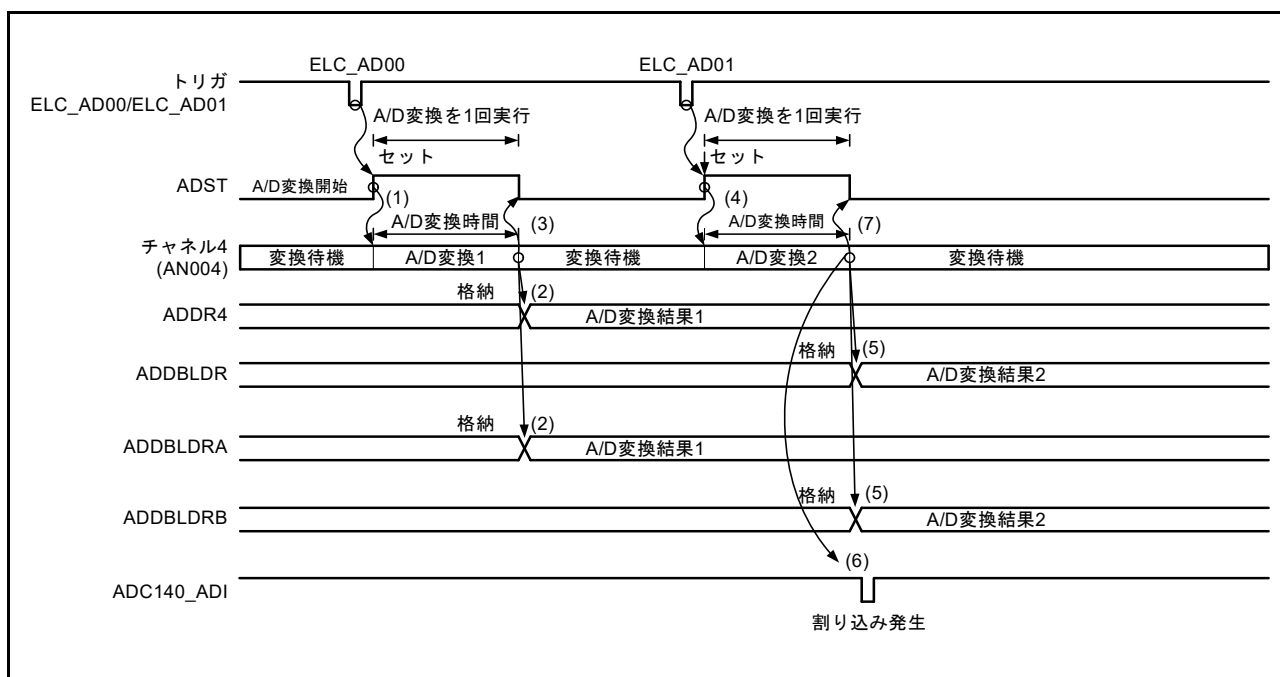 ELC_AD00 ELC_AD01
トリガ
ELC_AD00/ELC_AD01
A/D変換を1回実行 A/D変換を1回実行
セット セット
ADST A/D変換開始 (1) (4)
A/D変換時間 (3) A/D変換時間 (7)
チャネル4
(AN004)
変換待機 A/D変換1 変換待機 A/D変換2 変換待機
格納 (2)
ADDR4 A/D変換結果1
格納 (5)
ADDBLDR A/D変換結果2
格納 (2)
ADDBLDRA A/D変換結果1
格納 (5)
ADDBLDRB A/D変換結果2
(6)
ADC140_ADI
割り込み発生